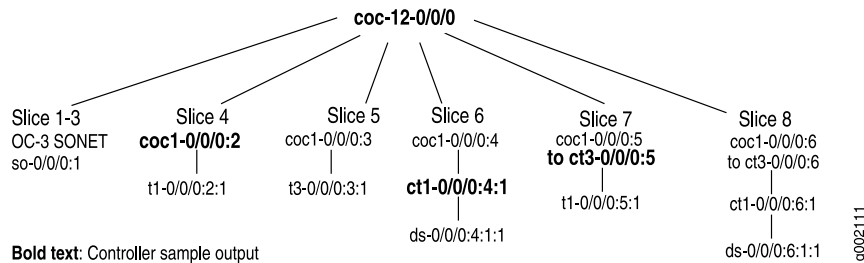 coc-12-0/0/0
Slice 1-3
OC-3 SONET
so-0/0/0:1
Slice 4
coc1-0/0/0:2
t1-0/0/0:2:1
Slice 5
coc1-0/0/0:3
t3-0/0/0:3:1
Slice 6
coc1-0/0/0:4
ct1-0/0/0:4:1
ds-0/0/0:4:1:1
Slice 7
coc1-0/0/0:5
to ct3-0/0/0:5
t1-0/0/0:5:1
Slice 8
coc1-0/0/0:6
to ct3-0/0/0:6
ct1-0/0/0:6:1
ds-0/0/0:6:1:1
Bold text: Controller sample output
g002111